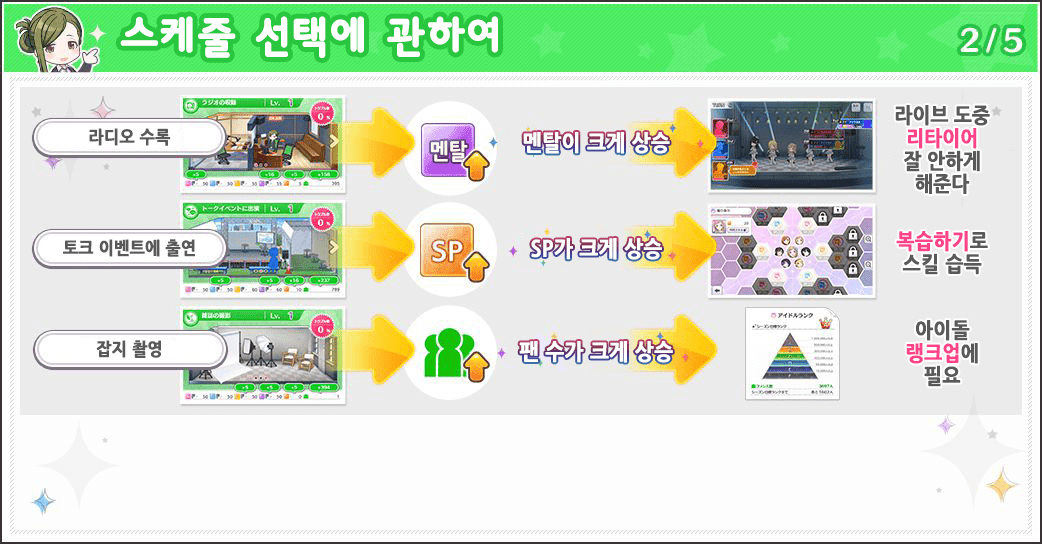 스케줄 선택에 관하여
2/5
라디오 수록
ラジオの収録
Lv. 1
0%
멘탈
멘탈이 크게 상승
라이브 도중
리타이어
잘 안하게
해준다
토크 이벤트에 출연
トークイベントに出演
Lv. 1
0%
SP
SP가 크게 상승
복습하기로
스킬 습득
잡지 촬영
雑誌の撮影
Lv. 1
0%
팬 수가 크게 상승
アイドルランク
아이돌
랭크업에
필요